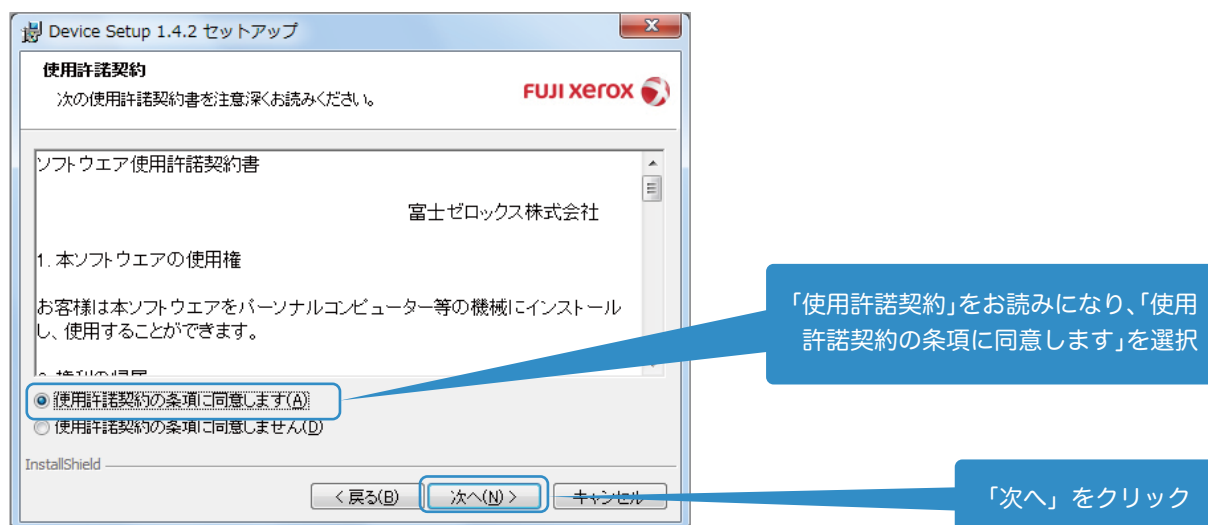 Device Setup 1.4.2 セットアップ
使用許諾契約
次の使用許諾契約書を注意深くお読みください。
FUJI xerox
ソフトウエア使用許諾契約書
富士ゼロックス株式会社
1. 本ソフトウエアの使用権
お客様は本ソフトウエアをパーソナルコンピューター等の機械にインストール
し、使用することができます。
「使用許諾契約」をお読みになり、「使用
許諾契約の条項に同意します」を選択
使用許諾契約の条項に同意します(A)
使用許諾契約の条項に同意しません(D)
InstallShield
< 戻る(B)
次へ(N) >
キャンセル
「次へ」をクリック